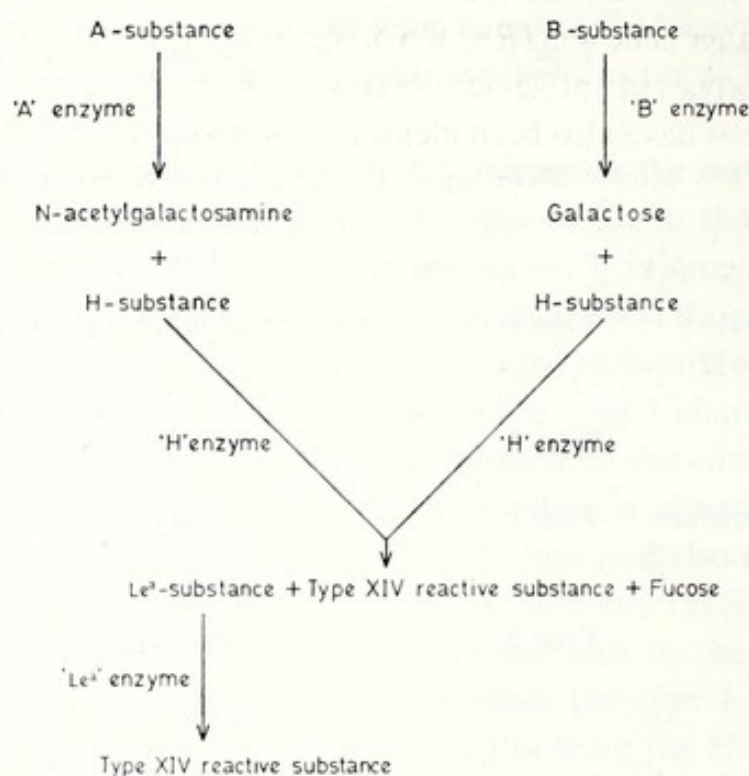 A-substance B-substance
'A' enzyme 'B' enzyme
N-acetylgalactosamine Galactose
+ +
H-substance H-substance
'H' enzyme 'H' enzyme
Leª-substance + Type XIV reactive substance + Fucose
'Leª' enzyme
Type XIV reactive substance